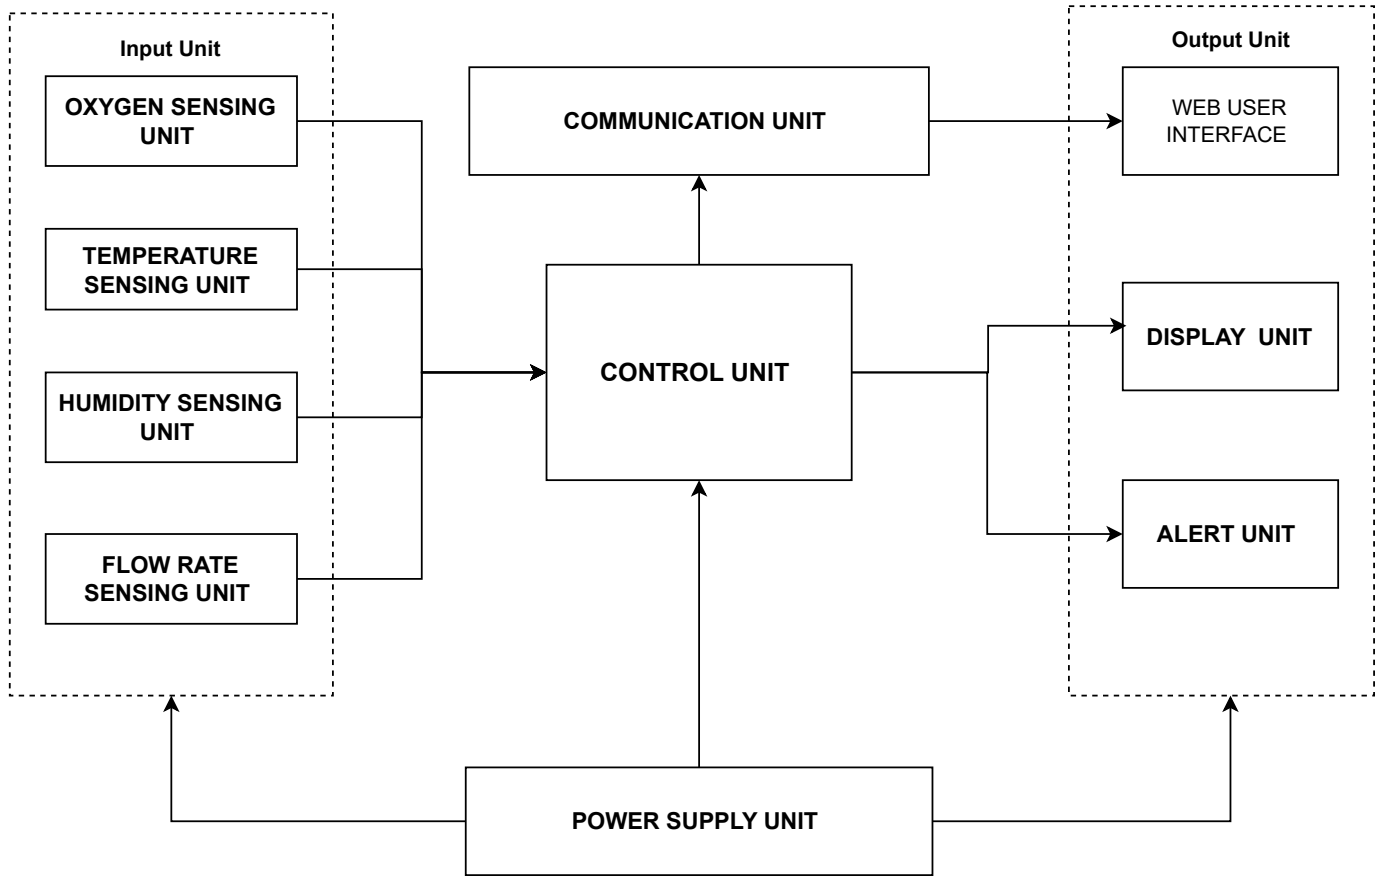 Input Unit
OXYGEN SENSING
UNIT
TEMPERATURE
SENSING UNIT
HUMIDITY SENSING
UNIT
FLOW RATE
SENSING UNIT
COMMUNICATION UNIT
CONTROL UNIT
POWER SUPPLY UNIT
Output Unit
WEB USER
INTERFACE
DISPLAY  UNIT
ALERT UNIT